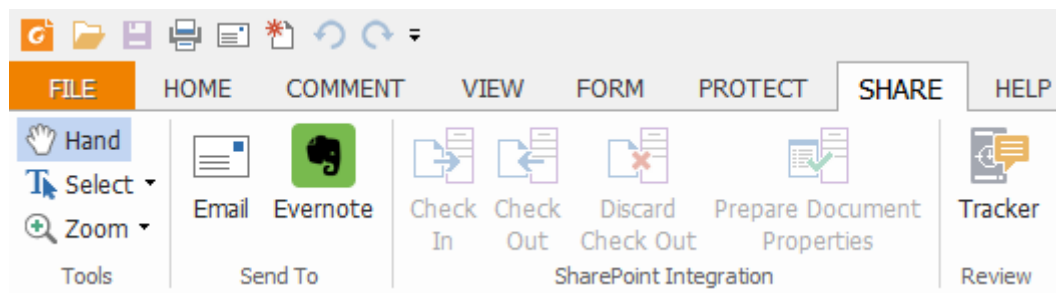 FILE HOME COMMENT VIEW FORM PROTECT SHARE HELP
Hand
Select
Zoom
Tools
Email Evernote
Send To
Check In
Check Out
Discard Check Out
Prepare Document Properties
SharePoint Integration
Tracker
Review